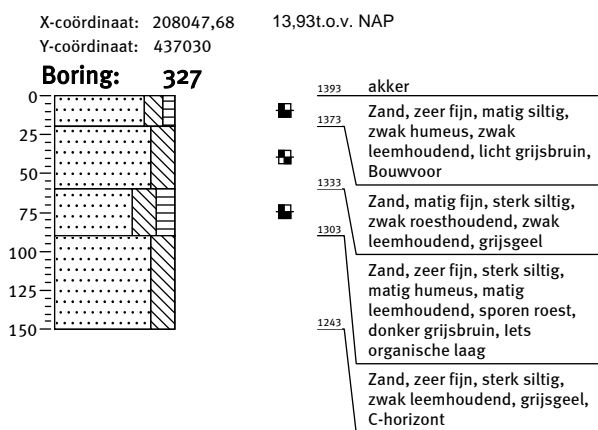 X-coördinaat: 208047,68 13,93t.o.v. NAP
Y-coördinaat: 437030
Boring: 327
0
25
50
75
100
125
150
1393 akker
1373
Zand, zeer fijn, matig siltig,
zwak humeus, zwak
leemhoudend, licht grijsbruin,
Bouwvoor
1333
Zand, matig fijn, sterk siltig,
zwak roesthoudend, zwak
leemhoudend, grijsgeel
1303
Zand, zeer fijn, sterk siltig,
matig humeus, matig
leemhoudend, sporen roest,
donker grijsbruin, Iets
organische laag
1243
Zand, zeer fijn, sterk siltig,
zwak leemhoudend, grijsgeel,
C-horizont